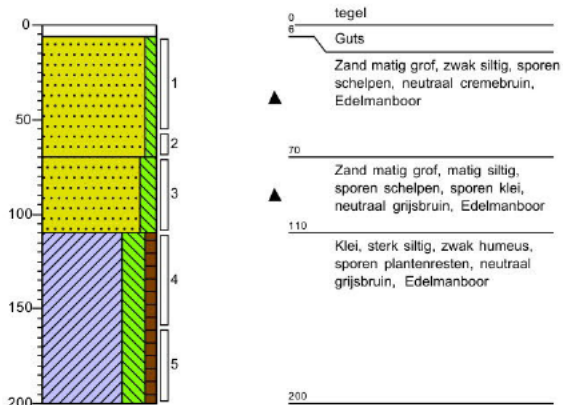 0
50
100
150
200
1
2
3
4
5
0
tegel
6
Guts
Zand matig grof, zwak siltig, sporen
schelpen, neutraal cremebruin,
Edelmanboor
70
Zand matig grof, matig siltig,
sporen schelpen, sporen klei,
neutraal grijsbruin, Edelmanboor
110
Klei, sterk siltig, zwak humeus,
sporen plantenresten, neutraal
grijsbruin, Edelmanboor
200